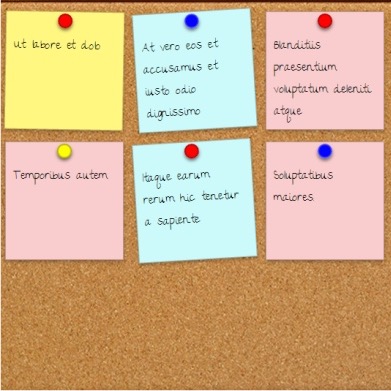 Ut labore et dob
At vero eos et
accusamus et
iusto odio
dignissimo
Blanditiis
praesentium
voluptatum deleniti
atque
Temporibus autem
Itaque earum
rerum hic tenetur
a sapiente
Soluptatibus
maiores